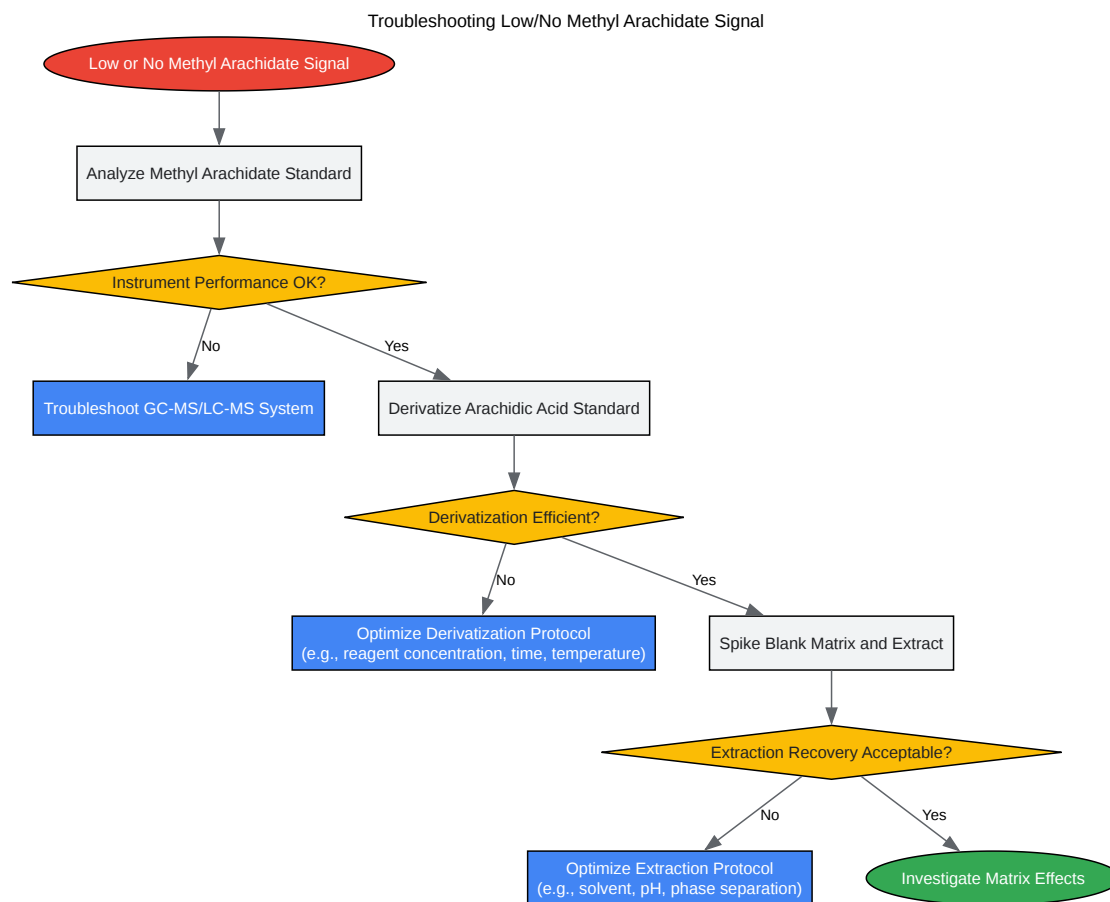 Troubleshooting Low/No Methyl Arachidate Signal
Low or No Methyl Arachidate Signal
Analyze Methyl Arachidate Standard
Instrument Performance OK?
No
Yes
Troubleshoot GC-MS/LC-MS System
Derivatize Arachidic Acid Standard
Derivatization Efficient?
No
Yes
Optimize Derivatization Protocol
(e.g., reagent concentration, time, temperature)
Spike Blank Matrix and Extract
Extraction Recovery Acceptable?
No
Yes
Optimize Extraction Protocol
(e.g., solvent, pH, phase separation)
Investigate Matrix Effects